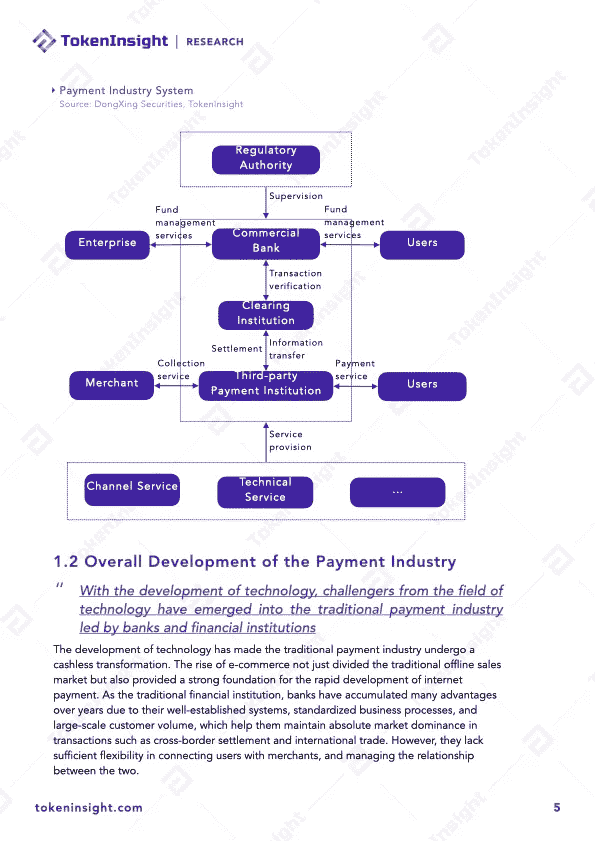 TokenInsight | RESEARCH
Payment Industry System
Source: DongXing Securities, TokenInsight
Regulatory
Authority
Supervision
Fund
management
services
Fund
management
services
Enterprise
Commercial
Bank
Users
Transaction
verification
Clearing
Institution
Settlement
Information
transfer
Collection
service
Payment
service
Merchant
Third-party
Payment Institution
Users
Service
provision
Channel Service
Technical
Service
...
1.2 Overall Development of the Payment Industry
" With the development of technology, challengers from the field of
technology have emerged into the traditional payment industry
led by banks and financial institutions
The development of technology has made the traditional payment industry undergo a
cashless transformation. The rise of e-commerce not just divided the traditional offline sales
market but also provided a strong foundation for the rapid development of internet
payment. As the traditional financial institution, banks have accumulated many advantages
over years due to their well-established systems, standardized business processes, and
large-scale customer volume, which help them maintain absolute market dominance in
transactions such as cross-border settlement and international trade. However, they lack
sufficient flexibility in connecting users with merchants, and managing the relationship
between the two.
tokeninsight.com
5